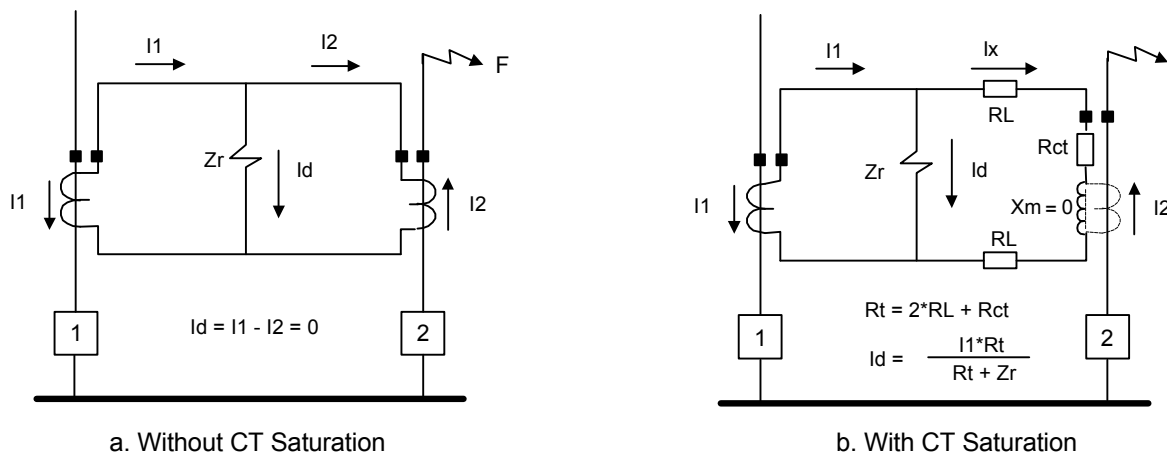 I1
I2
F
Zr
Id
I1
I2
1
2
Id = I1 - I2 = 0
a. Without CT Saturation
I1
Ix
RL
Rct
Zr
Id
I1
Xm = 0
I2
RL
Rt = 2*RL + Rct
1
2
Id = I1*Rt
Rt + Zr
b. With CT Saturation